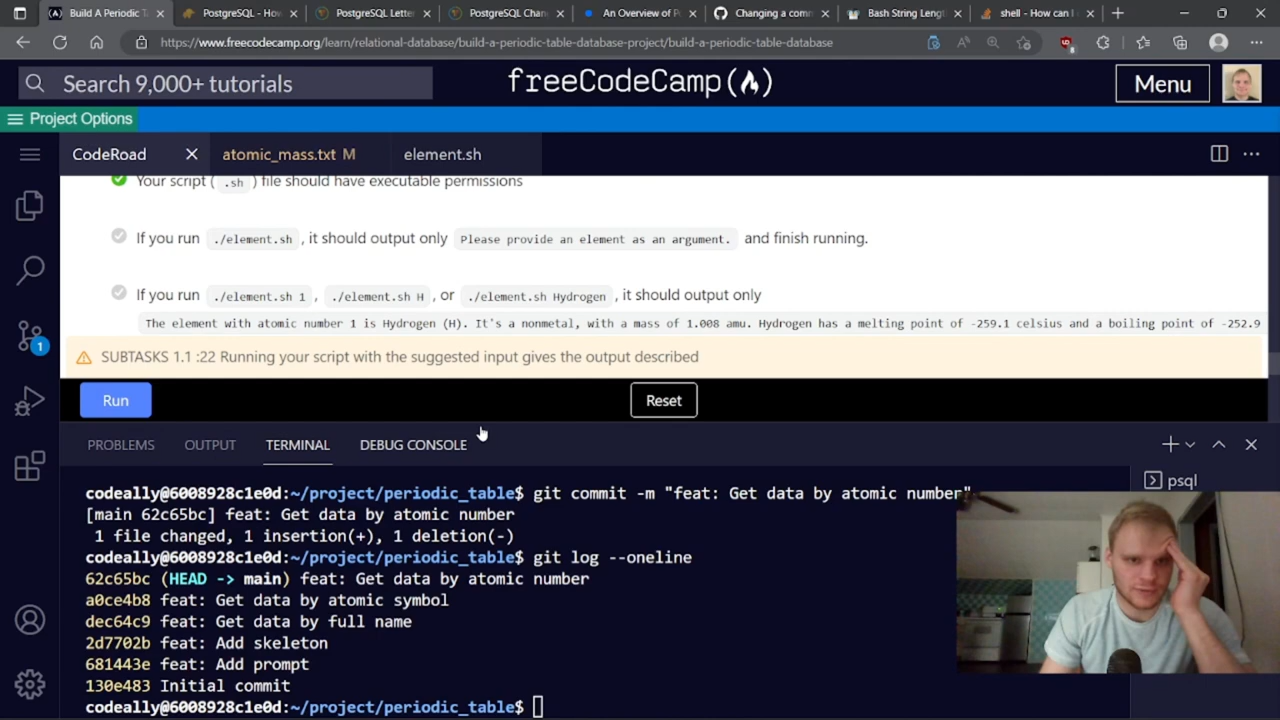 Build A Periodic Ta
PostgreSQL - How
PostgreSQL Letter
PostgreSQL Chan
An Overview of P
Changing a comm
Bash String Lengt
shell - How can I s
https://www.freecodecamp.org/learn/relational-database/build-a-periodic-table-database-project/build-a-periodic-table-database
Search 9,000+ tutorials
freeCodeCamp
Menu
Project Options
CodeRoad
atomic_mass.txt M
element.sh
Your script ( .sh ) file should have executable permissions
If you run ./element.sh , it should output only Please provide an element as an argument. and finish running.
If you run ./element.sh 1 , ./element.sh H , or ./element.sh Hydrogen , it should output only
The element with atomic number 1 is Hydrogen (H). It's a nonmetal, with a mass of 1.008 amu. Hydrogen has a melting point of -259.1 celsius and a boiling point of -252.9
SUBTASKS 1.1 :22 Running your script with the suggested input gives the output described
Run
Reset
1
PROBLEMS
OUTPUT
TERMINAL
DEBUG CONSOLE
psql
codeally@6008928c1e0d:~/project/periodic_table$ git commit -m "feat: Get data by atomic number"
[main 62c65bc] feat: Get data by atomic number
1 file changed, 1 insertion(+), 1 deletion(-)
codeally@6008928c1e0d:~/project/periodic_table$ git log --oneline
62c65bc (HEAD -> main) feat: Get data by atomic number
a0ce4b8 feat: Get data by atomic symbol
dec64c9 feat: Get data by full name
2d7702b feat: Add skeleton
681443e feat: Add prompt
130e483 Initial commit
codeally@6008928c1e0d:~/project/periodic_table$